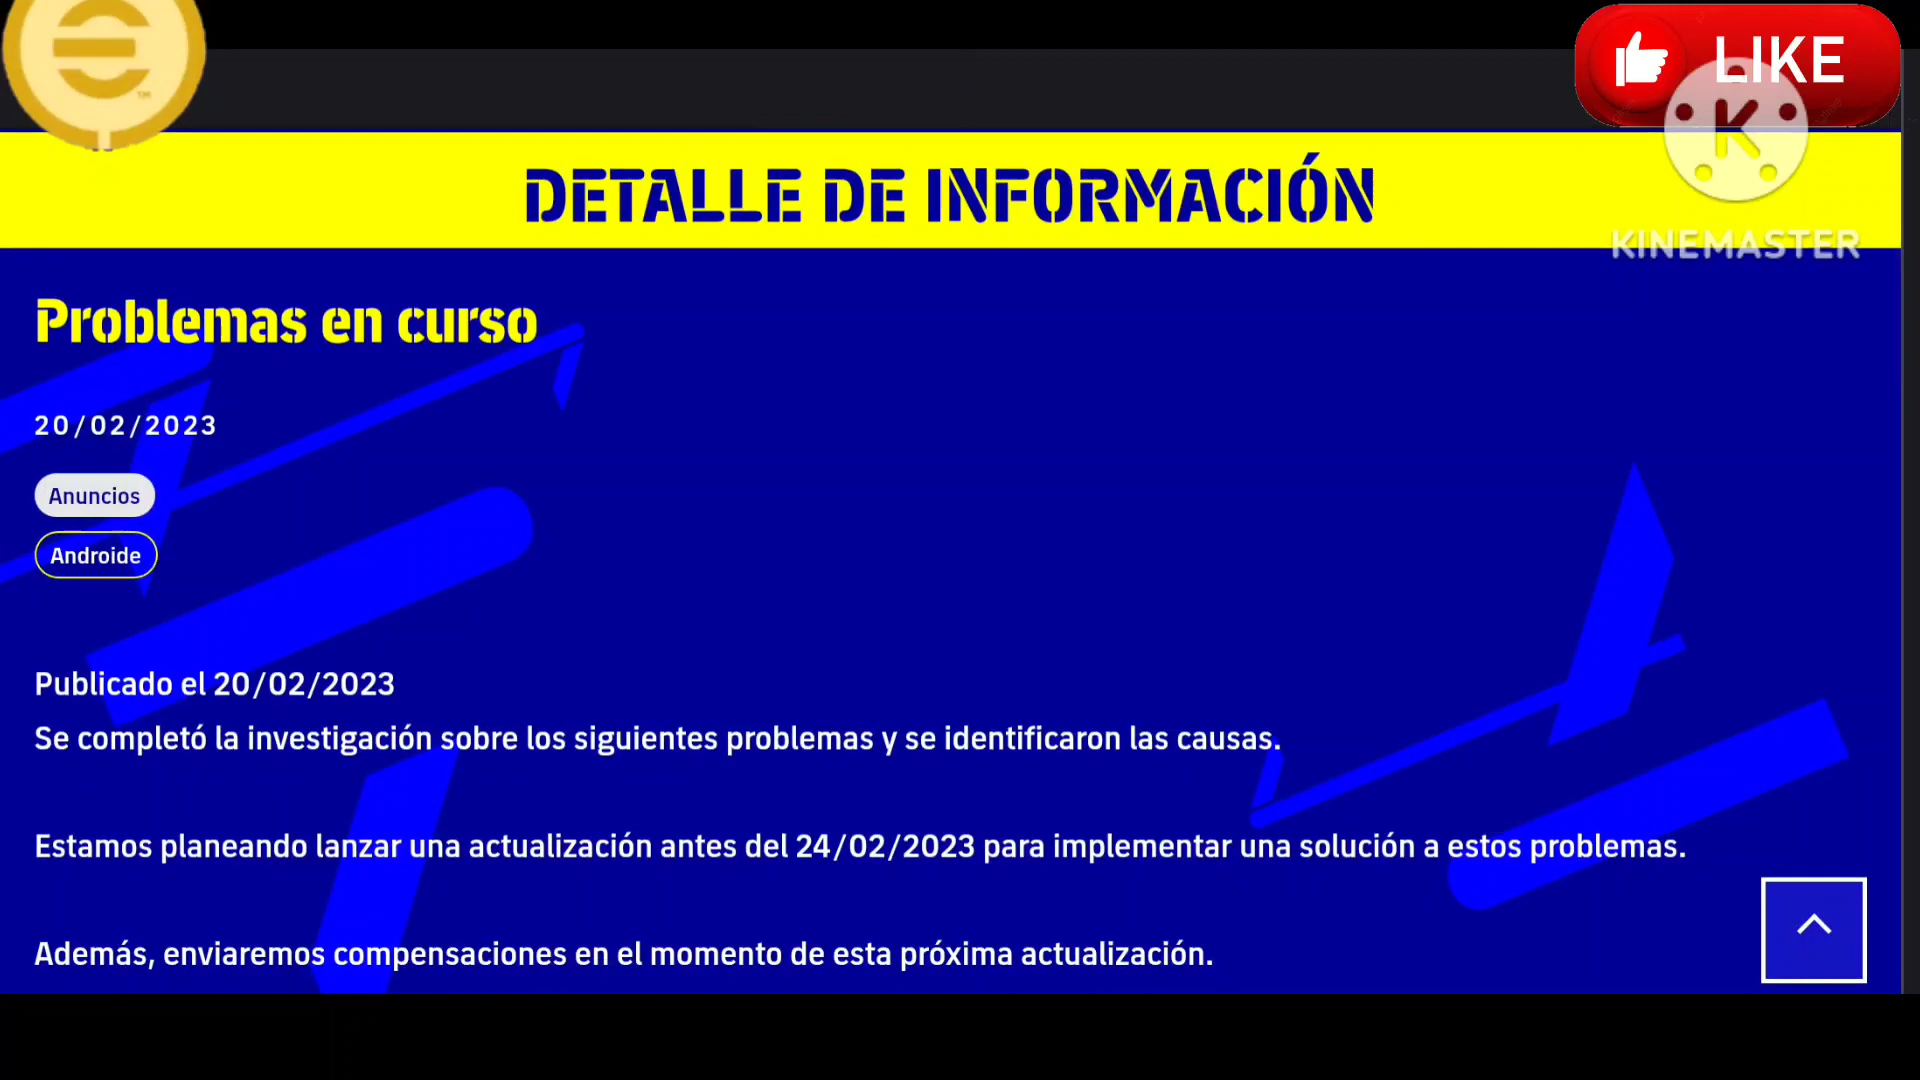 LIKE
K
KINEMASTER
DETALLE DE INFORMACIÓN
Problemas en curso
20/02/2023
Anuncios
Androide
Publicado el 20/02/2023
Se completó la investigación sobre los siguientes problemas y se identificaron las causas.
Estamos planeando lanzar una actualización antes del 24/02/2023 para implementar una solución a estos problemas.
Además, enviaremos compensaciones en el momento de esta próxima actualización.